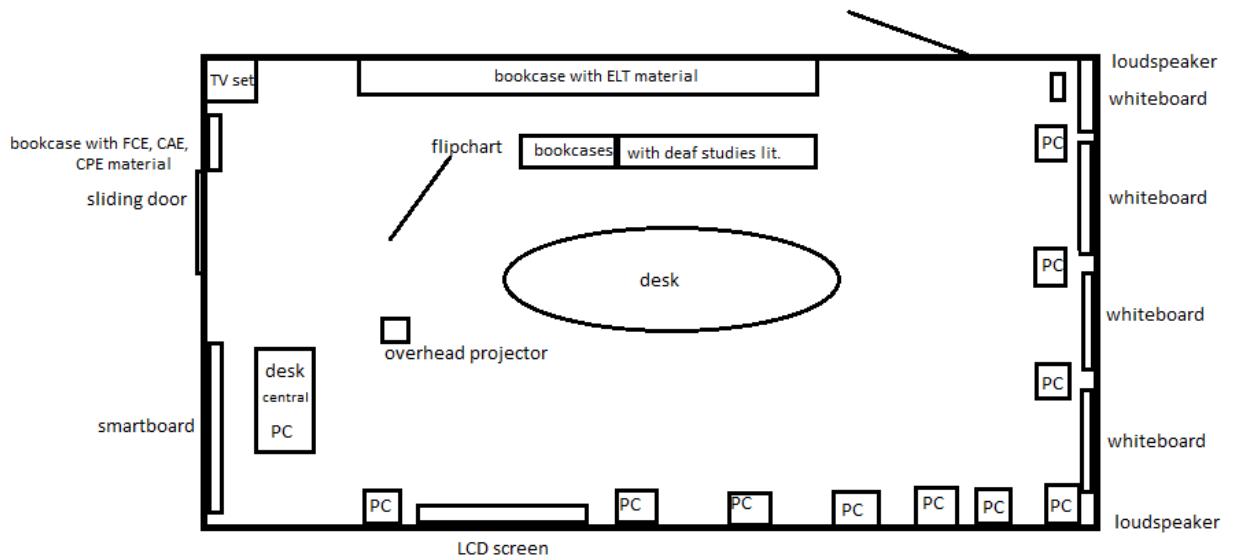 loudspeaker
TV set
bookcase with ELT material
whiteboard
bookcase with FCE, CAE,
CPE material
flipchart
bookcases
with deaf studies lit.
PC
sliding door
whiteboard
PC
desk
whiteboard
overhead projector
desk
central
PC
PC
smartboard
whiteboard
PC
PC
PC
PC
PC
PC
PC
loudspeaker
LCD screen